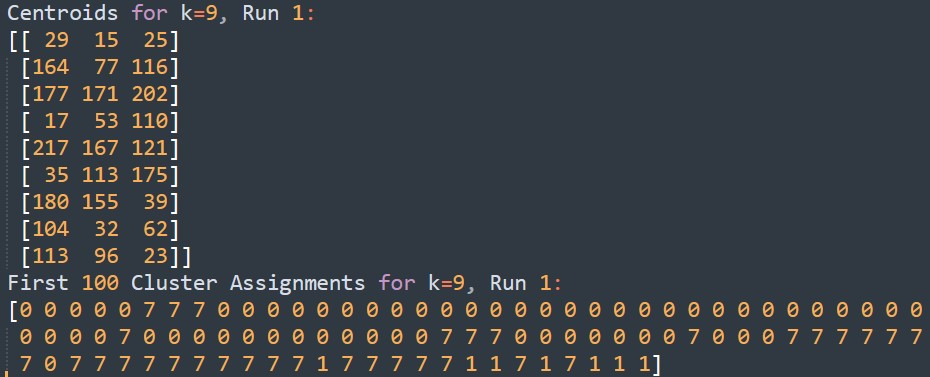 Centroids for k=9, Run 1:
[[ 29  15  25]
 [164  77 116]
 [177 171 202]
 [ 17  53 110]
 [217 167 121]
 [ 35 113 175]
 [180 155  39]
 [104  32  62]
 [113  96  23]]
First 100 Cluster Assignments for k=9, Run 1:
[0 0 0 0 0 7 7 7 0 0 0 0 0 0 0 0 0 0 0 0 0 0 0 0 0 0 0 0 0 0 0 0 0 0 0 0 0
 0 0 0 0 7 0 0 0 0 0 0 0 0 0 0 0 0 7 7 7 0 0 0 0 0 0 0 7 0 0 0 7 7 7 7 7 7
 7 0 7 7 7 7 7 7 7 7 7 7 1 7 7 7 7 7 1 1 7 1 7 1 1 1]